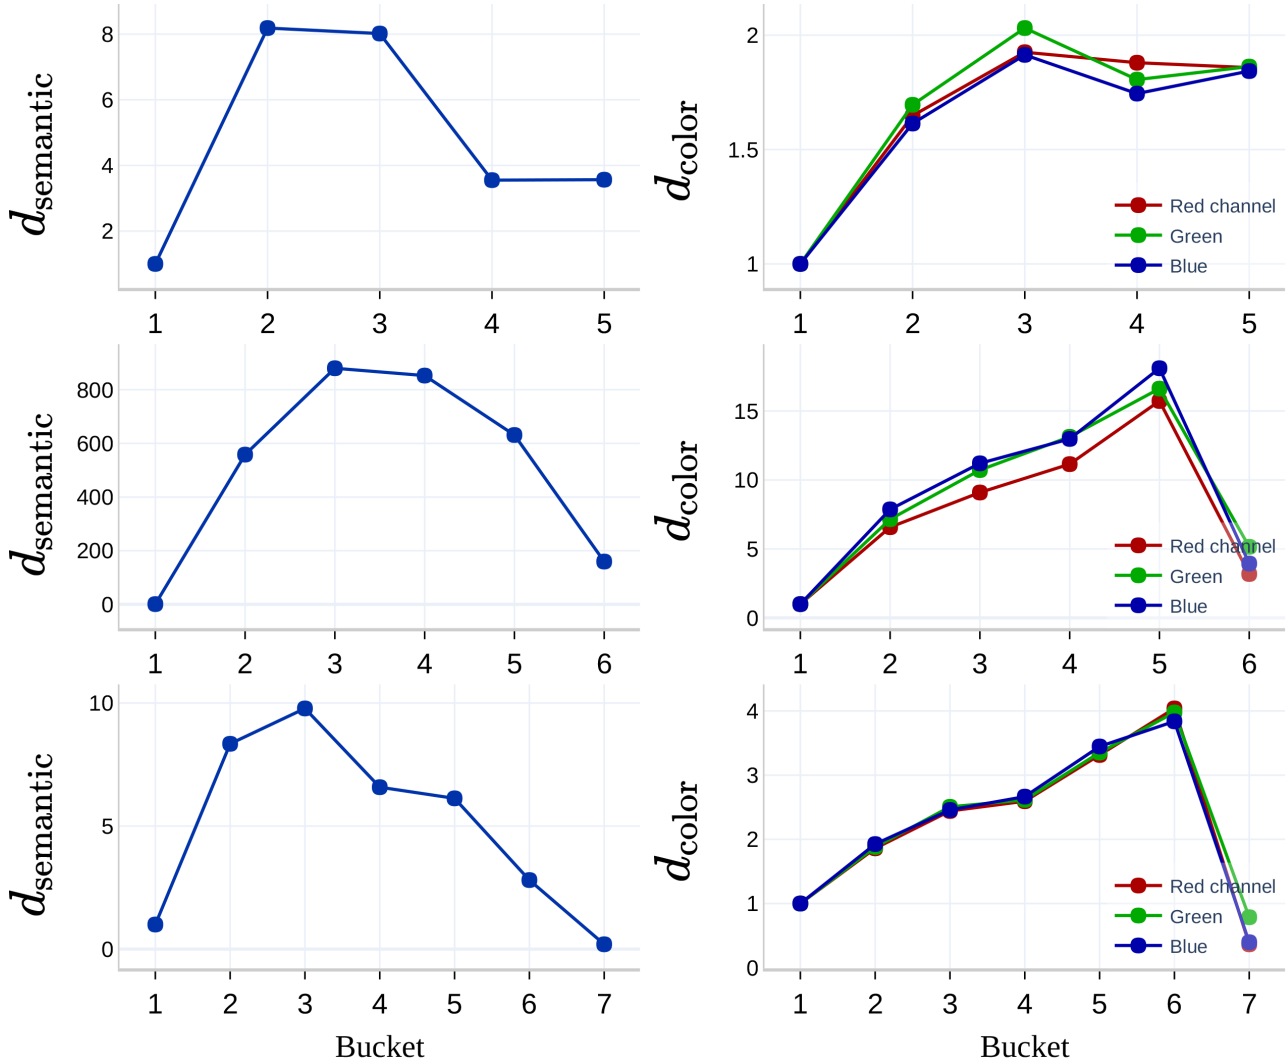 d_semantic
8
6
4
2
1 2 3 4 5
d_color
2
1.5
1
Red channel
Green
Blue
1 2 3 4 5
d_semantic
800
600
400
200
0
1 2 3 4 5 6
d_color
15
10
5
0
Red channel
Green
Blue
1 2 3 4 5 6
d_semantic
10
5
0
1 2 3 4 5 6 7
Bucket
d_color
4
3
2
1
0
Red channel
Green
Blue
1 2 3 4 5 6 7
Bucket